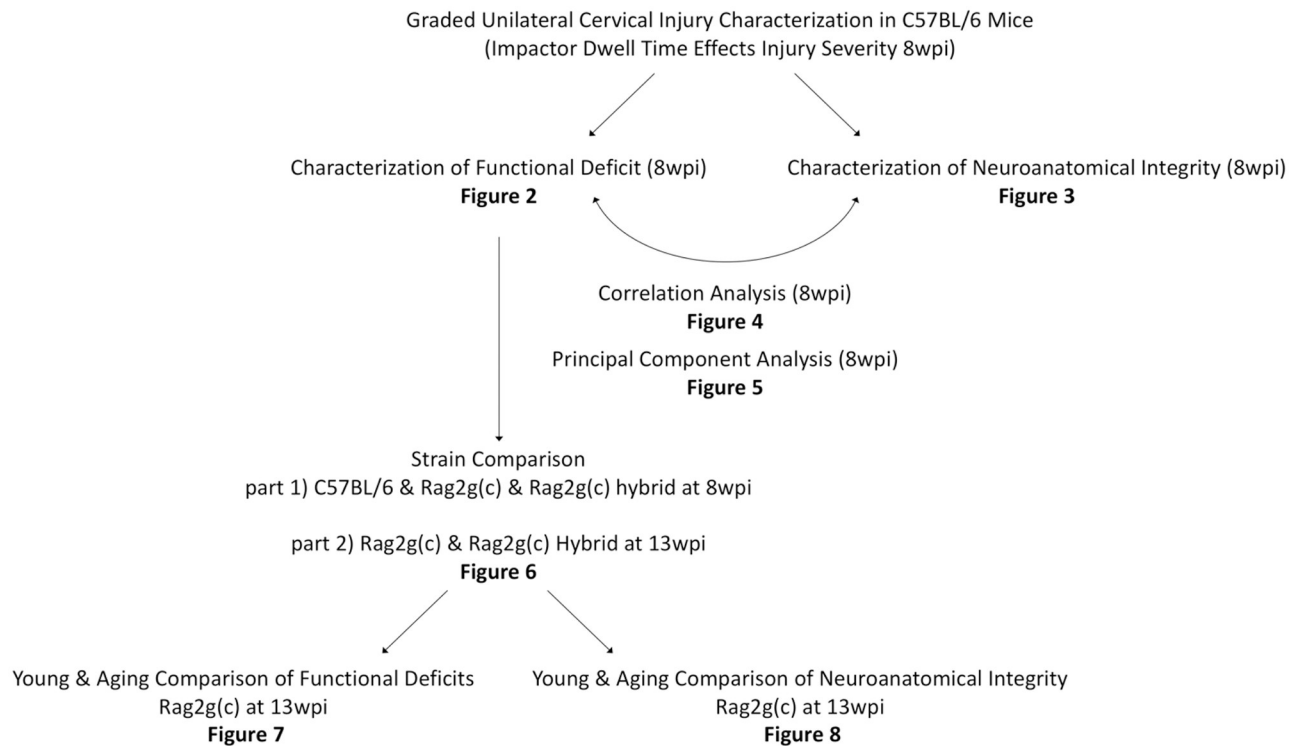 Graded Unilateral Cervical Injury Characterization in C57BL/6 Mice
(Impactor Dwell Time Effects Injury Severity 8wpi)
Characterization of Functional Deficit (8wpi)
Figure 2
Characterization of Neuroanatomical Integrity (8wpi)
Figure 3
Correlation Analysis (8wpi)
Figure 4
Principal Component Analysis (8wpi)
Figure 5
Strain Comparison
part 1) C57BL/6 & Rag2g(c) & Rag2g(c) hybrid at 8wpi
part 2) Rag2g(c) & Rag2g(c) Hybrid at 13wpi
Figure 6
Young & Aging Comparison of Functional Deficits
Rag2g(c) at 13wpi
Figure 7
Young & Aging Comparison of Neuroanatomical Integrity
Rag2g(c) at 13wpi
Figure 8